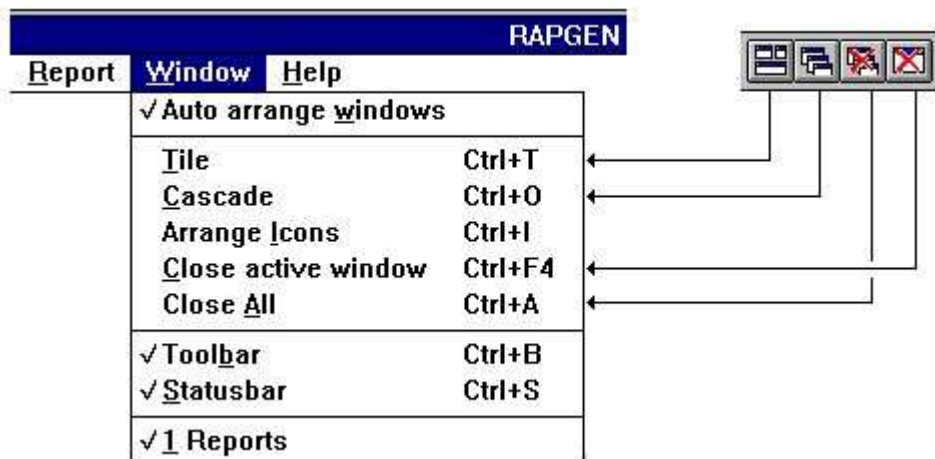 RAPGEN
Report Window Help
√ Auto arrange windows
Tile Ctrl+T
Cascade Ctrl+O
Arrange Icons Ctrl+I
Close active window Ctrl+F4
Close All Ctrl+A
√ Toolbar Ctrl+B
√ Statusbar Ctrl+S
√ 1 Reports